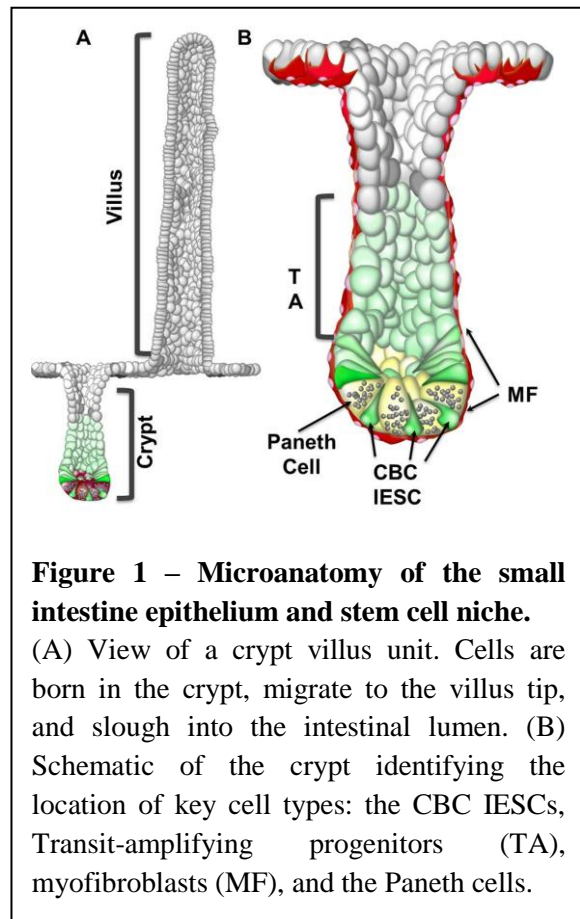 A
B
Villus
Crypt
T
A
Paneth
Cell
CBC
IESC
MF
Figure 1 – Microanatomy of the small
intestine epithelium and stem cell niche.
(A) View of a crypt villus unit. Cells are
born in the crypt, migrate to the villus tip,
and slough into the intestinal lumen. (B)
Schematic of the crypt identifying the
location of key cell types: the CBC IESCs,
Transit-amplifying progenitors (TA),
myofibroblasts (MF), and the Paneth cells.